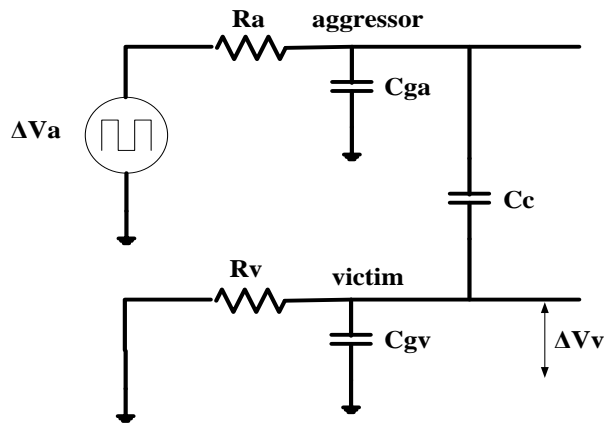 Ra aggressor
Cga
ΔVa
Cc
Rv victim
Cgv
ΔVv